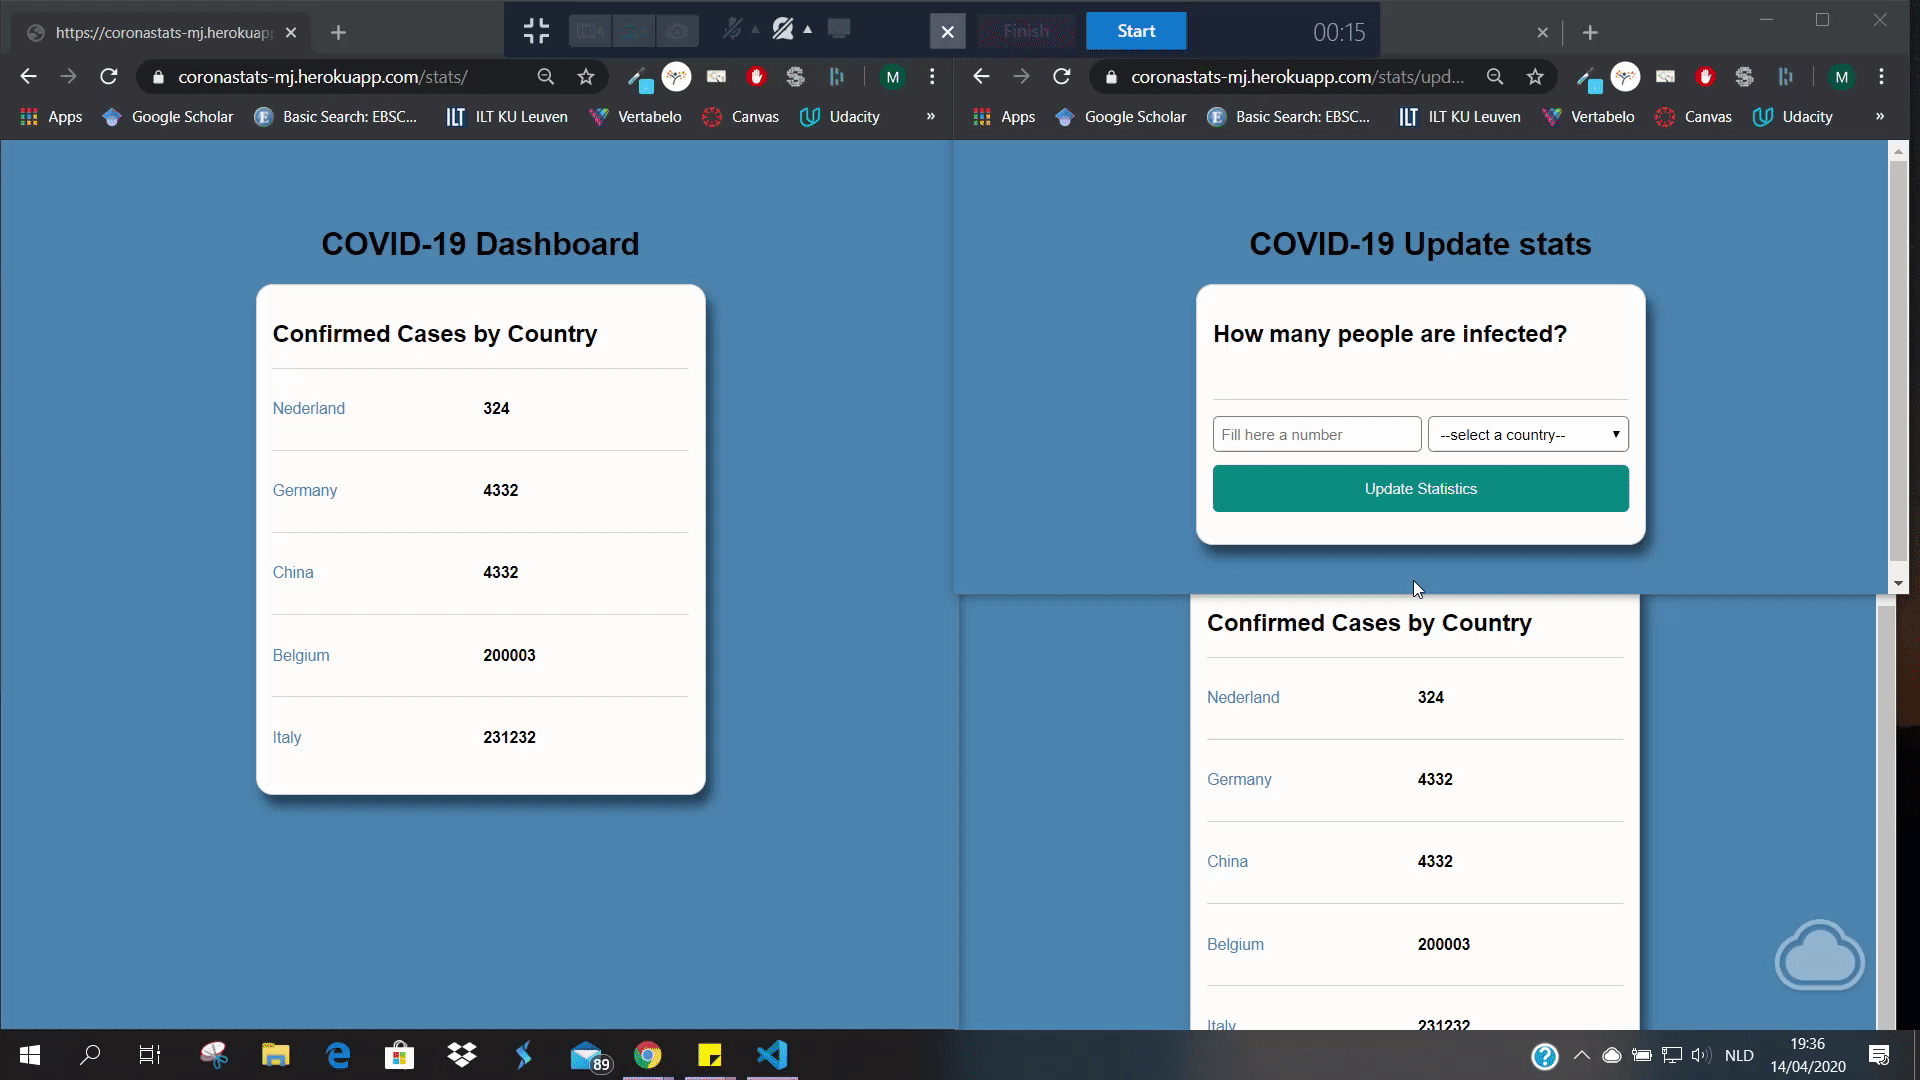 https://coronastats-mj.herokuapp
Finish
Start
00:15
coronastats-mj.herokuapp.com/stats/
M
Apps
Google Scholar
Basic Search: EBSC...
ILT KU Leuven
Vertabelo
Canvas
Udacity
»
COVID-19 Dashboard
Confirmed Cases by Country
Nederland 324
Germany 4332
China 4332
Belgium 200003
Italy 231232
coronastats-mj.herokuapp.com/stats/upd...
M
Apps
Google Scholar
Basic Search: EBSC...
ILT KU Leuven
Vertabelo
Canvas
Udacity
»
COVID-19 Update stats
How many people are infected?
Fill here a number
--select a country--
Update Statistics
Confirmed Cases by Country
Nederland 324
Germany 4332
China 4332
Belgium 200003
Italy 231232
89
NLD
19:36
14/04/2020